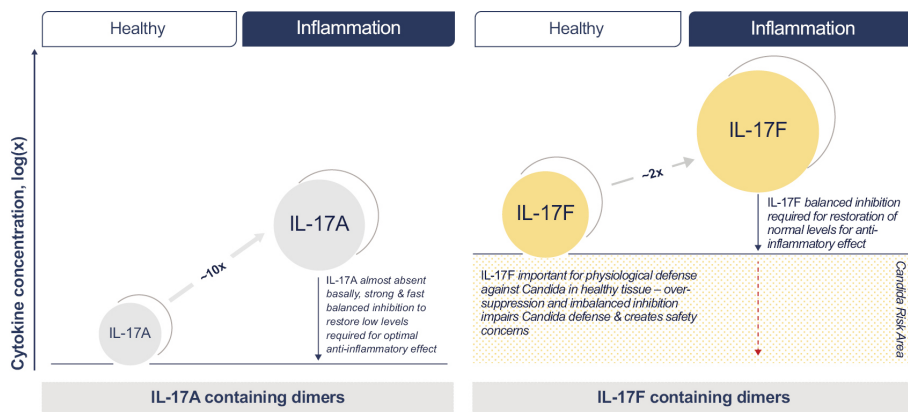 Healthy
Inflammation
Cytokine concentration, log(x)
IL-17A
~10x
IL-17A
IL-17A almost absent
basally, strong & fast
balanced inhibition to
restore low levels
required for optimal
anti-inflammatory effect
IL-17A containing dimers
Healthy
Inflammation
IL-17F
~2x
IL-17F
IL-17F balanced inhibition
required for restoration of
normal levels for anti-
inflammatory effect
IL-17F important for physiological defense
against Candida in healthy tissue – over-
suppression and imbalanced inhibition
impairs Candida defense & creates safety
concerns
Candida Risk Area
IL-17F containing dimers